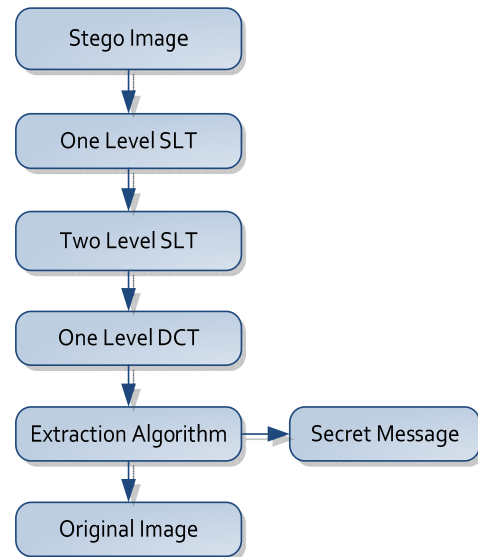 Stego Image
One Level SLT
Two Level SLT
One Level DCT
Extraction Algorithm
Secret Message
Original Image